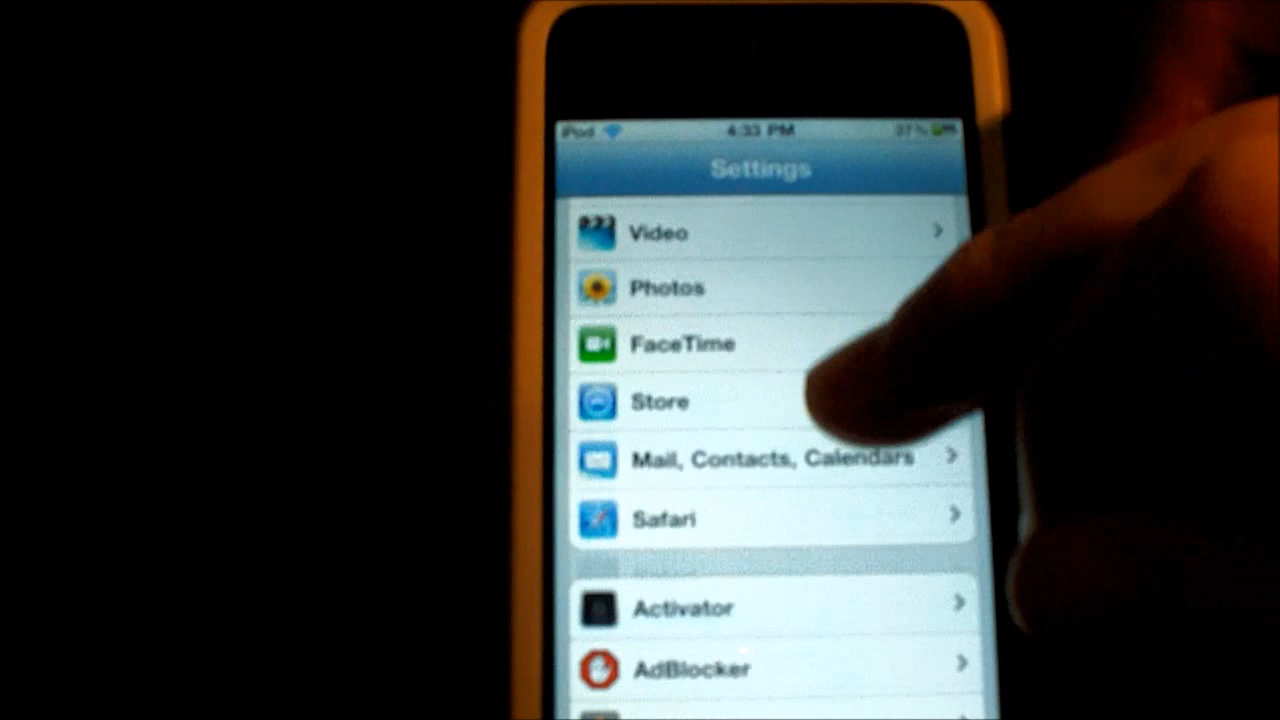 iPod 4:33 PM 37%
Settings
Video
Photos
FaceTime
Store
Mail, Contacts, Calendars
Safari
Activator
AdBlocker